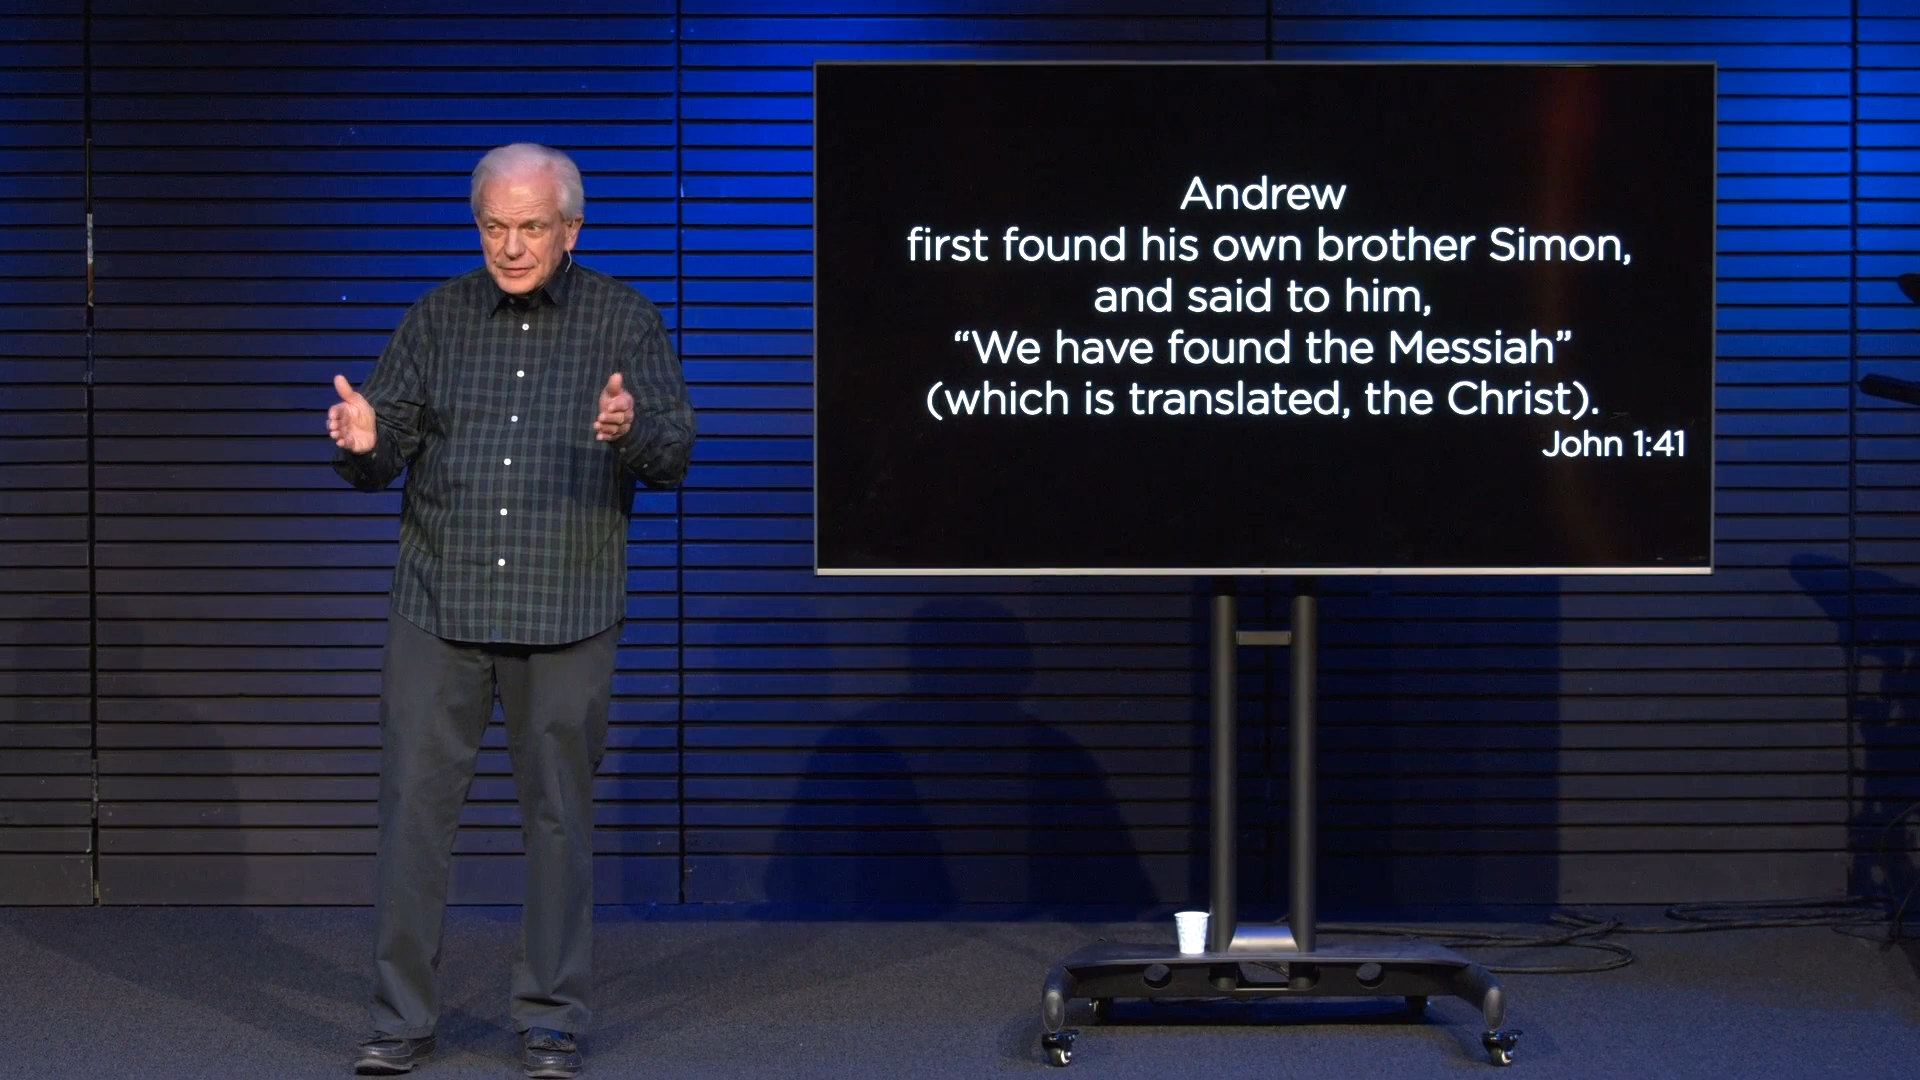 Andrew
first found his own brother Simon,
and said to him,
“We have found the Messiah”
(which is translated, the Christ).
John 1:41